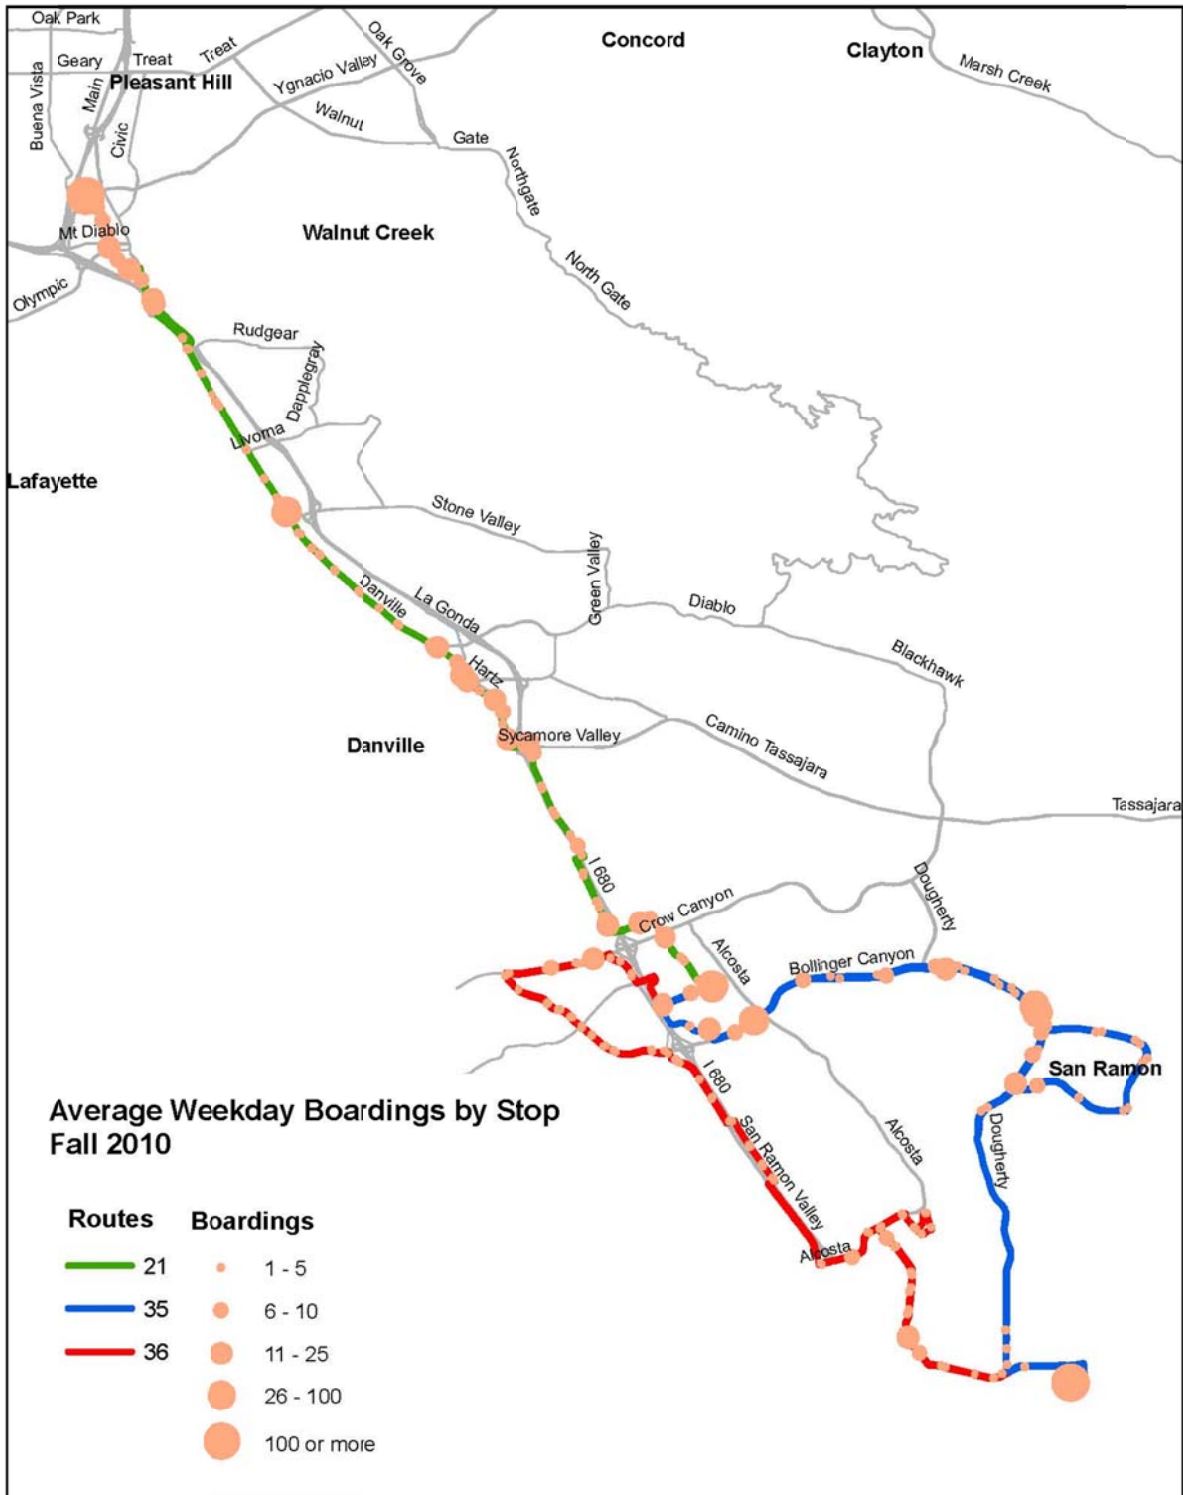 Oak Park
Concord
Clayton
Geary
Treat
Treat
Oak Grove
Marsh Creek
Buena Vista
Main
Pleasant Hill
Ygnacio Valley
Civic
Walnut
Gate
Northgate
Mt Diablo
Walnut Creek
North Gate
Olympic
Rudgear
Dapplegray
Livorna
Lafayette
Stone Valley
Green Valley
Danville
La Gonda
Diablo
Blackhawk
Hartz
Danville
Sycamore Valley
Camino Tassajara
Tassajara
I 680
Crow Canyon
Dougherty
Alcosta
Bollinger Canyon
I 680
San Ramon
Average Weekday Boardings by Stop
Fall 2010
San Ramon Valley
Alcosta
Dougherty
Alcosta
Routes
Boardings
21
1 - 5
35
6 - 10
36
11 - 25
26 - 100
100 or more